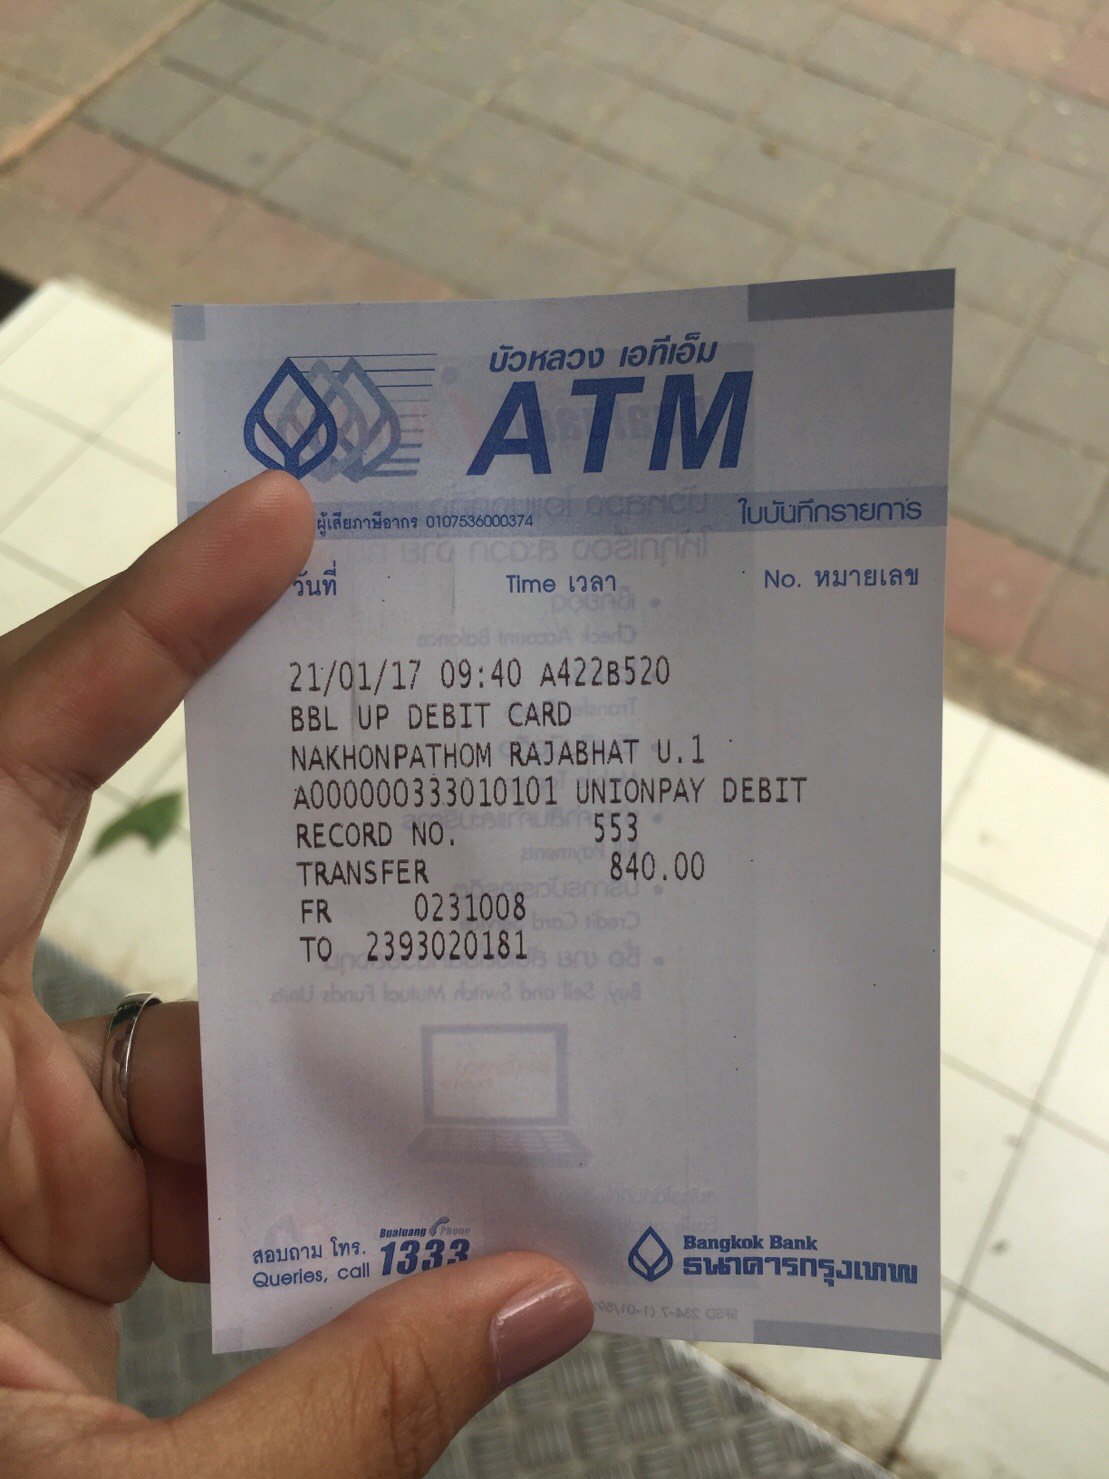 บัวหลวง เอทีเอ็ม
ATM
ผู้เสียภาษีอากร 0107536000374
ใบบันทึกรายการ
วันที่ Time เวลา No. หมายเลข
21/01/17 09:40 A422B520
BBL UP DEBIT CARD
NAKHONPATHOM RAJABHAT U.1
A000000333010101 UNIONPAY DEBIT
RECORD NO. 553
TRANSFER 840.00
FR 0231008
TO 2393020181
สอบถาม โทร.
Queries, call
Bualuang Phone
1333
Bangkok Bank
ธนาคารกรุงเทพ